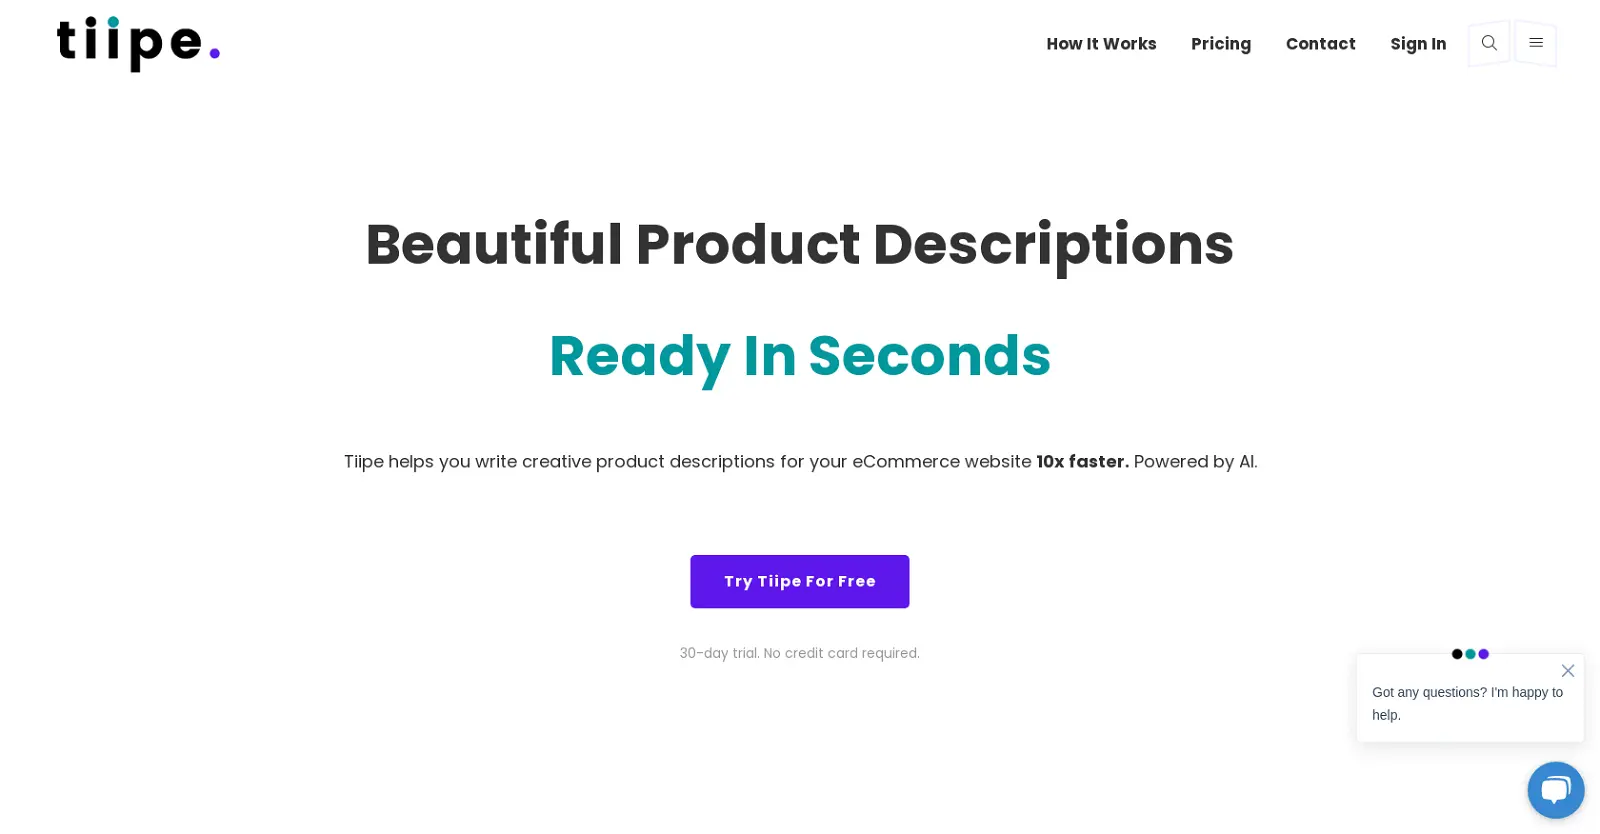 tiipe.
How It Works
Pricing
Contact
Sign In
Beautiful Product Descriptions
Ready In Seconds
Tiipe helps you write creative product descriptions for your eCommerce website 10x faster. Powered by AI.
Try Tiipe For Free
30-day trial. No credit card required.
Got any questions? I'm happy to
help.